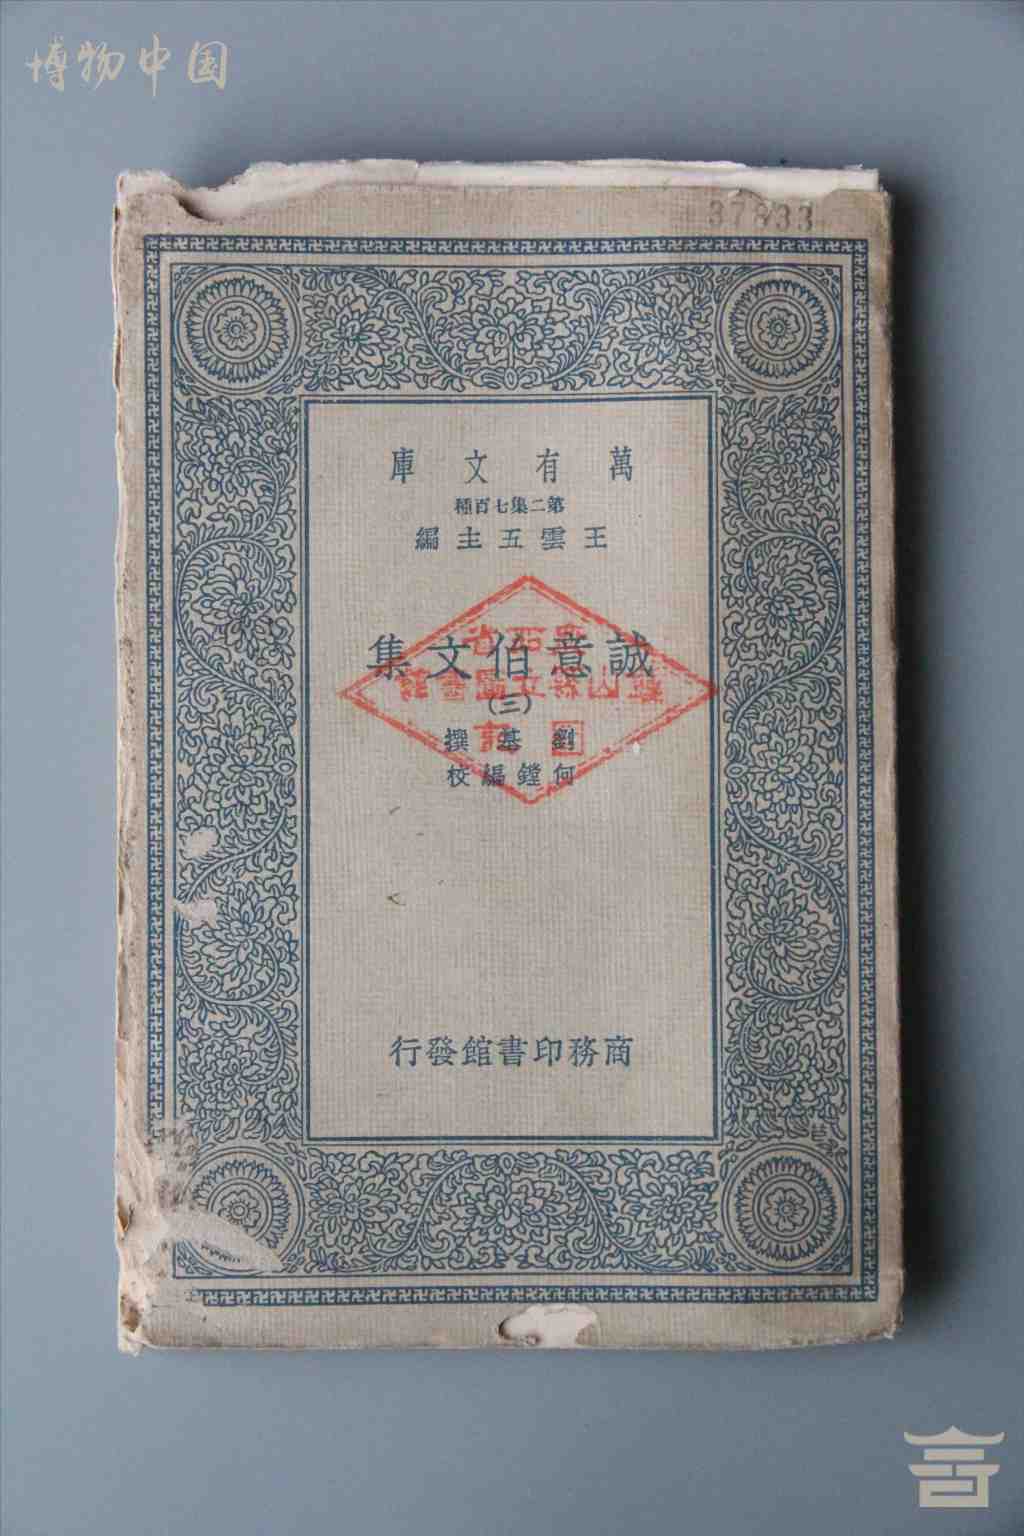 博物中国
37833
萬有文庫
第二集七百種
王雲五主編
誠意伯文集
(三)
劉基撰
何鏜編校
商務印書館發行